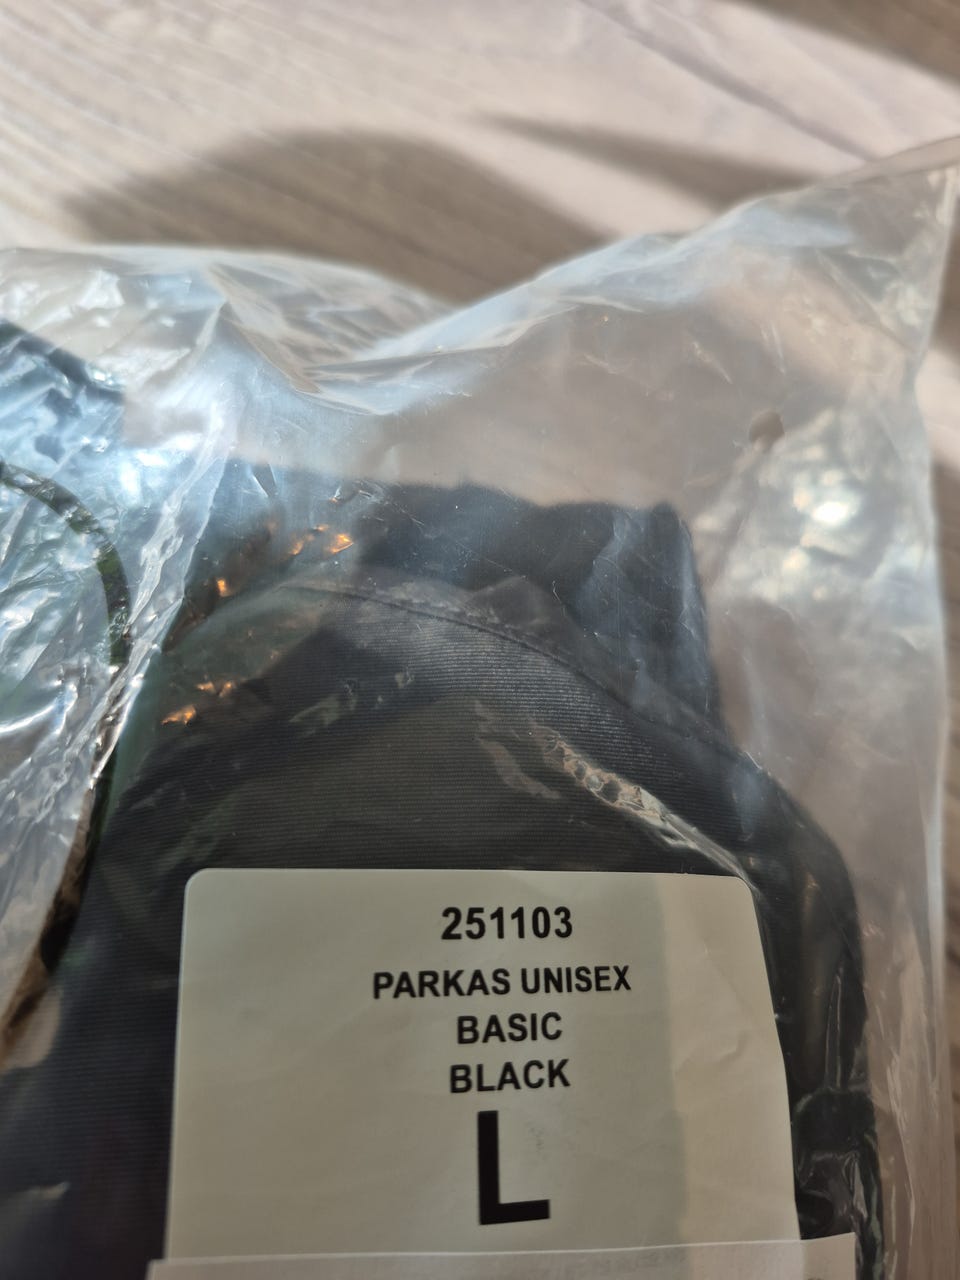 251103
PARKAS UNISEX
BASIC
BLACK
L